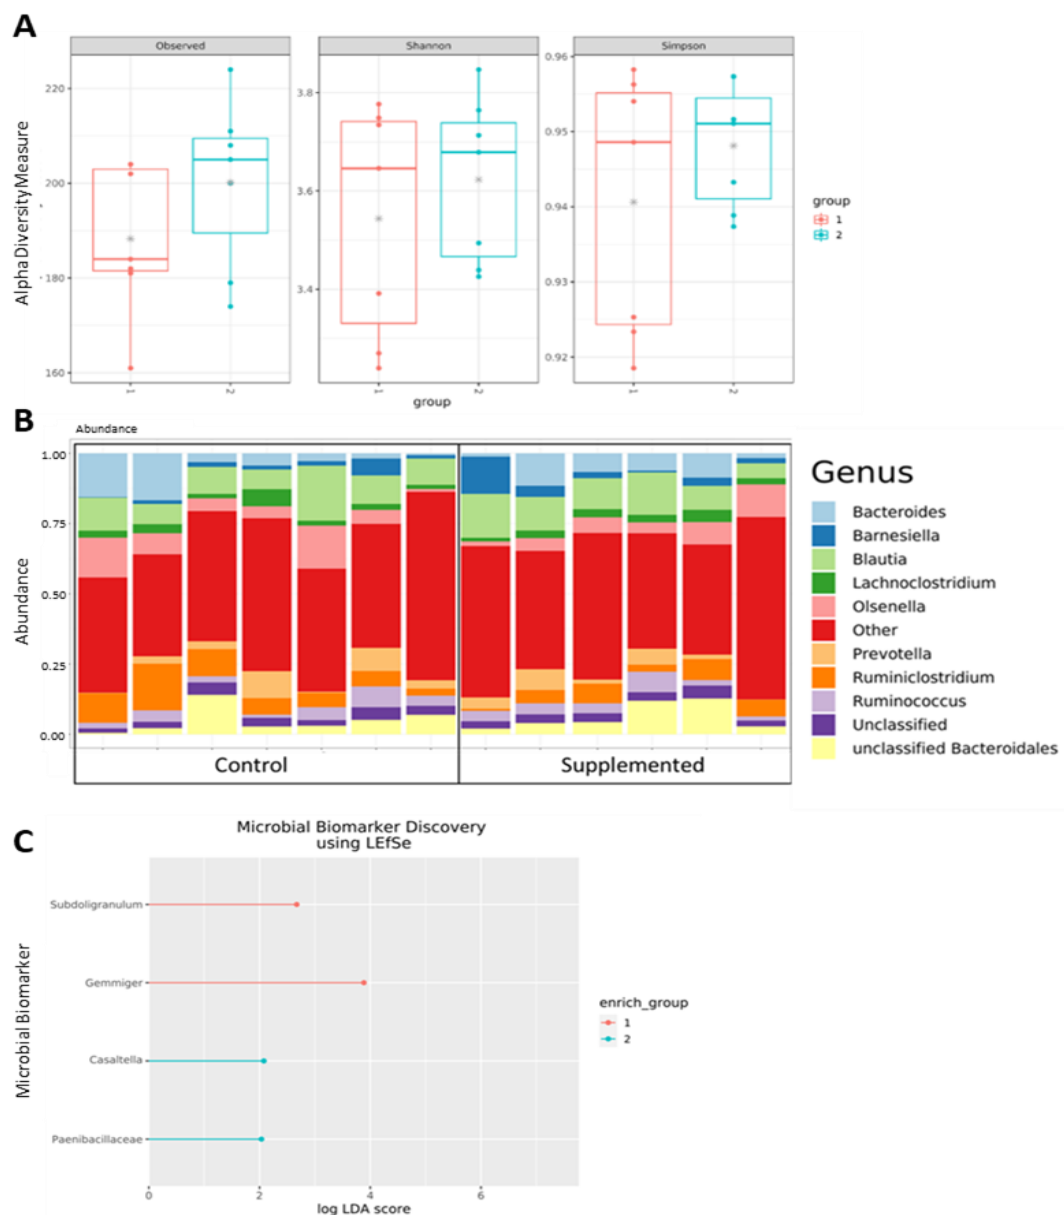 A
Observed
Shannon
Simpson
Alpha Diversity Measure
220
200
180
160
3.8
3.6
3.4
0.96
0.95
0.94
0.93
0.92
1
2
1
2
1
2
group
group
1
2
B
Abundance
Abundance
1.00
0.75
0.50
0.25
0.00
Control
Supplemented
Genus
Bacteroides
Barnesiella
Blautia
Lachnoclostridium
Olsenella
Other
Prevotella
Ruminiclostridium
Ruminococcus
Unclassified
unclassified Bacteroidales
C
Microbial Biomarker Discovery
using LEfSe
Microbial Biomarker
Subdoligranulum
Gemmiger
Casaltella
Paenibacillaceae
0
2
4
6
log LDA score
enrich_group
1
2